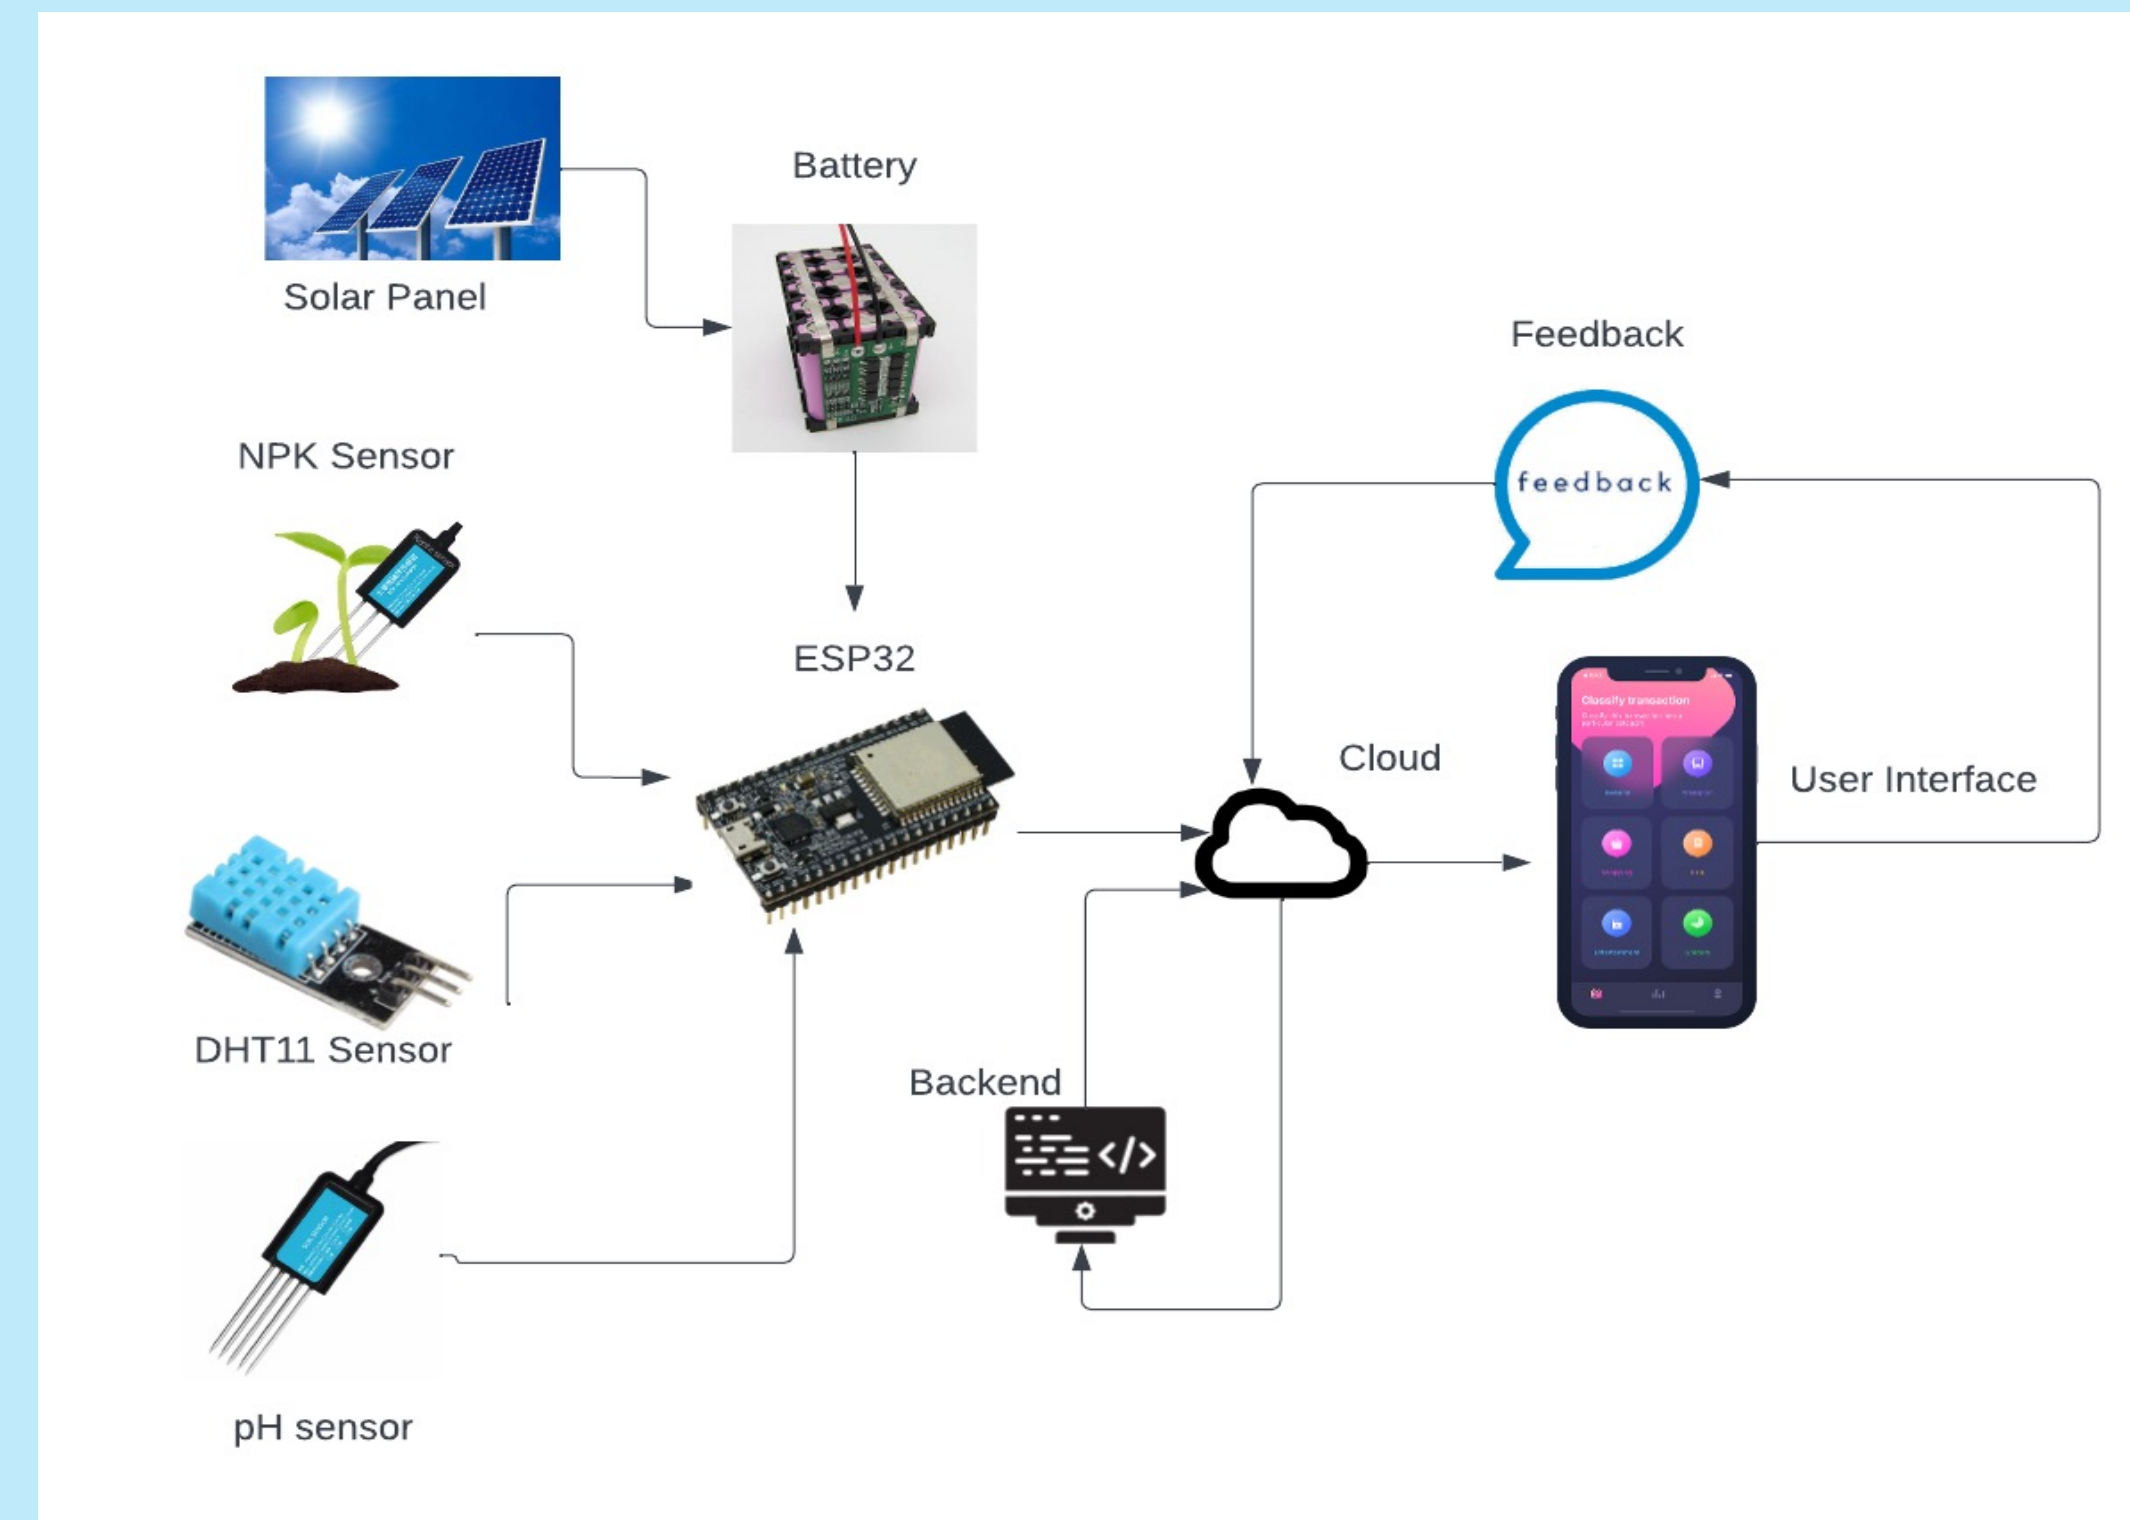 Solar Panel
Battery
NPK Sensor
Feedback
feedback
ESP32
Cloud
Classify transaction
User Interface
DHT11 Sensor
Backend
</>
pH sensor